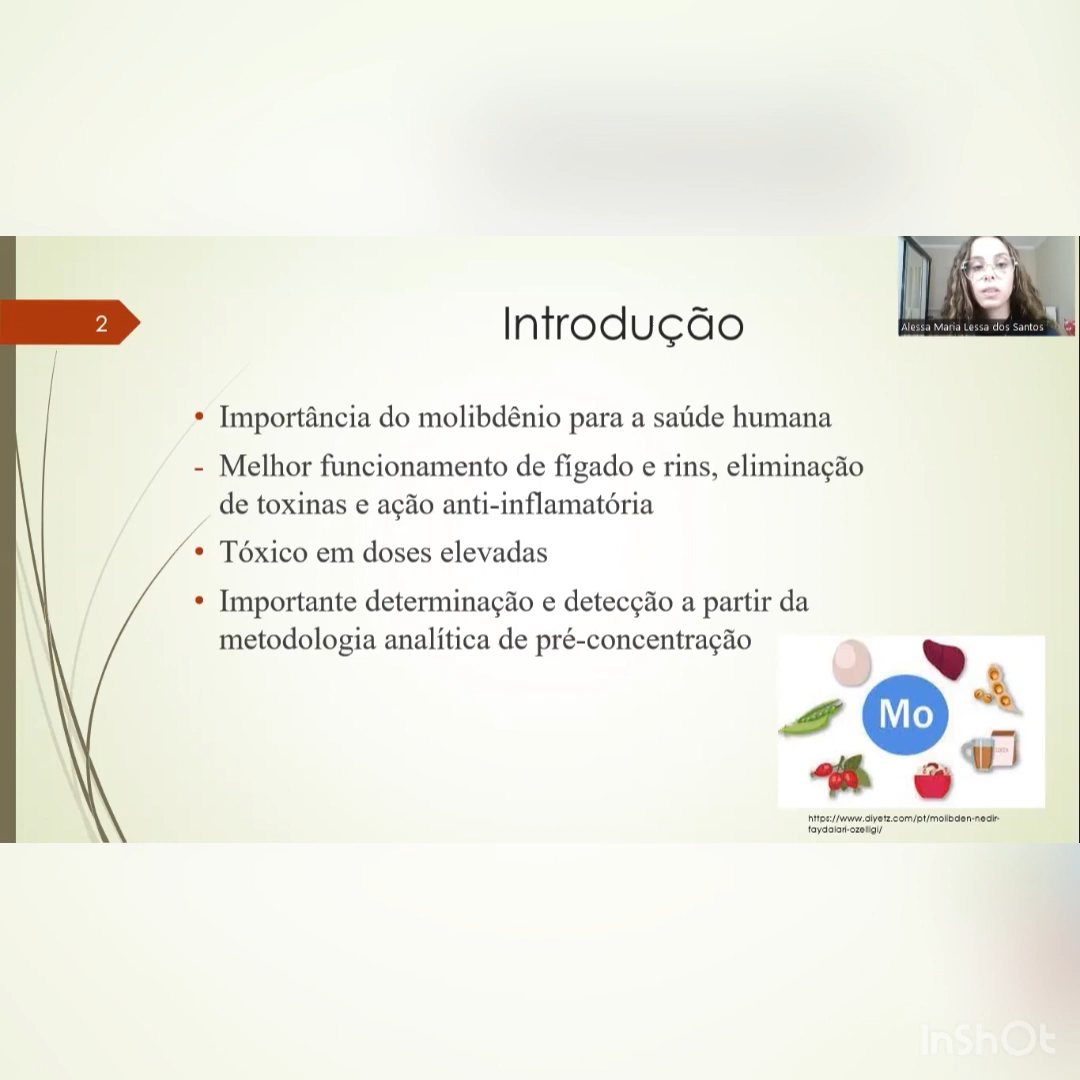 2
Introdução
Alessa Maria Lessa dos Santos
• Importância do molibdênio para a saúde humana
- Melhor funcionamento de fígado e rins, eliminação
de toxinas e ação anti-inflamatória
• Tóxico em doses elevadas
• Importante determinação e detecção a partir da
metodologia analítica de pré-concentração
Mo
https://www.diyetz.com/pt/molibden-nedir-
faydalari-ozelligi/
InShOt